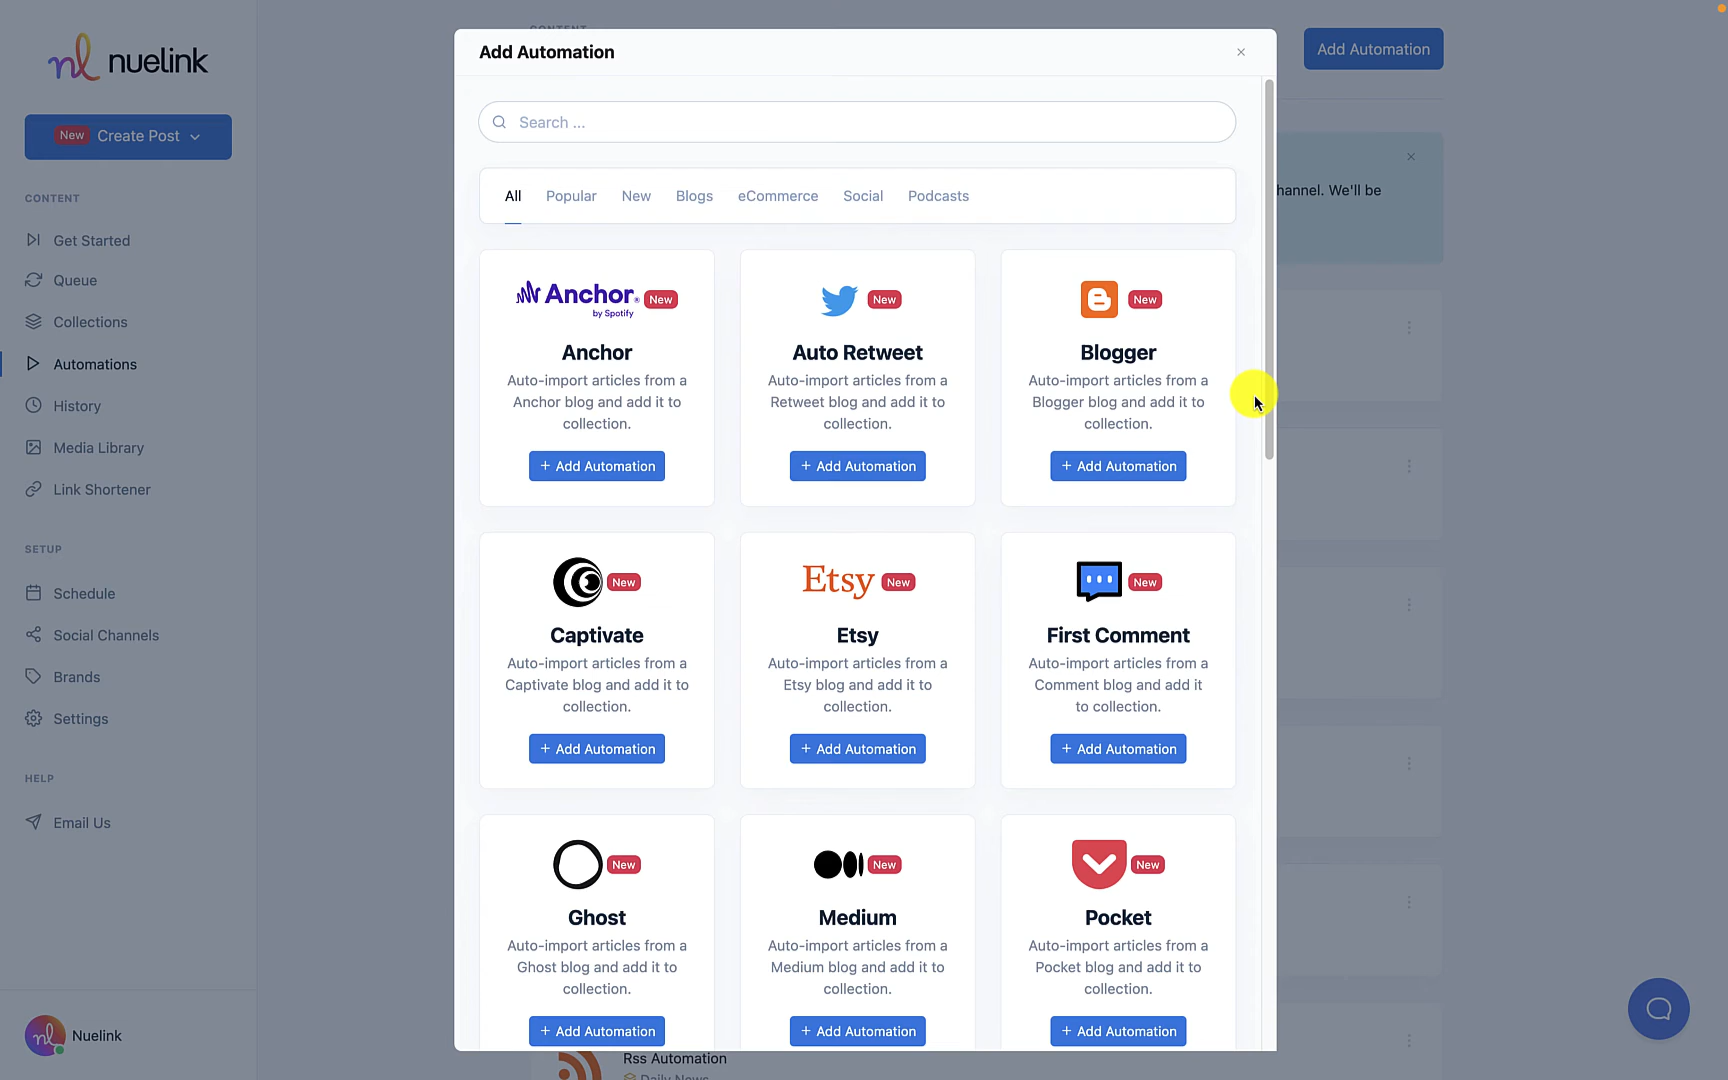 nuelink
New Create Post
CONTENT
Get Started
Queue
Collections
Automations
History
Media Library
Link Shortener
SETUP
Schedule
Social Channels
Brands
Settings
HELP
Email Us
Nuelink
CONTENT
Add Automation
hannel. We'll be
Add Automation
Search ...
All Popular New Blogs eCommerce Social Podcasts
Anchor
by Spotify
New
Anchor
Auto-import articles from a
Anchor blog and add it to
collection.
+ Add Automation
New
Auto Retweet
Auto-import articles from a
Retweet blog and add it to
collection.
+ Add Automation
New
Blogger
Auto-import articles from a
Blogger blog and add it to
collection.
+ Add Automation
New
Captivate
Auto-import articles from a
Captivate blog and add it to
collection.
+ Add Automation
Etsy New
Etsy
Auto-import articles from a
Etsy blog and add it to
collection.
+ Add Automation
New
First Comment
Auto-import articles from a
Comment blog and add it
to collection.
+ Add Automation
New
Ghost
Auto-import articles from a
Ghost blog and add it to
collection.
+ Add Automation
New
Medium
Auto-import articles from a
Medium blog and add it to
collection.
+ Add Automation
New
Pocket
Auto-import articles from a
Pocket blog and add it to
collection.
+ Add Automation
Rss Automation
Daily News